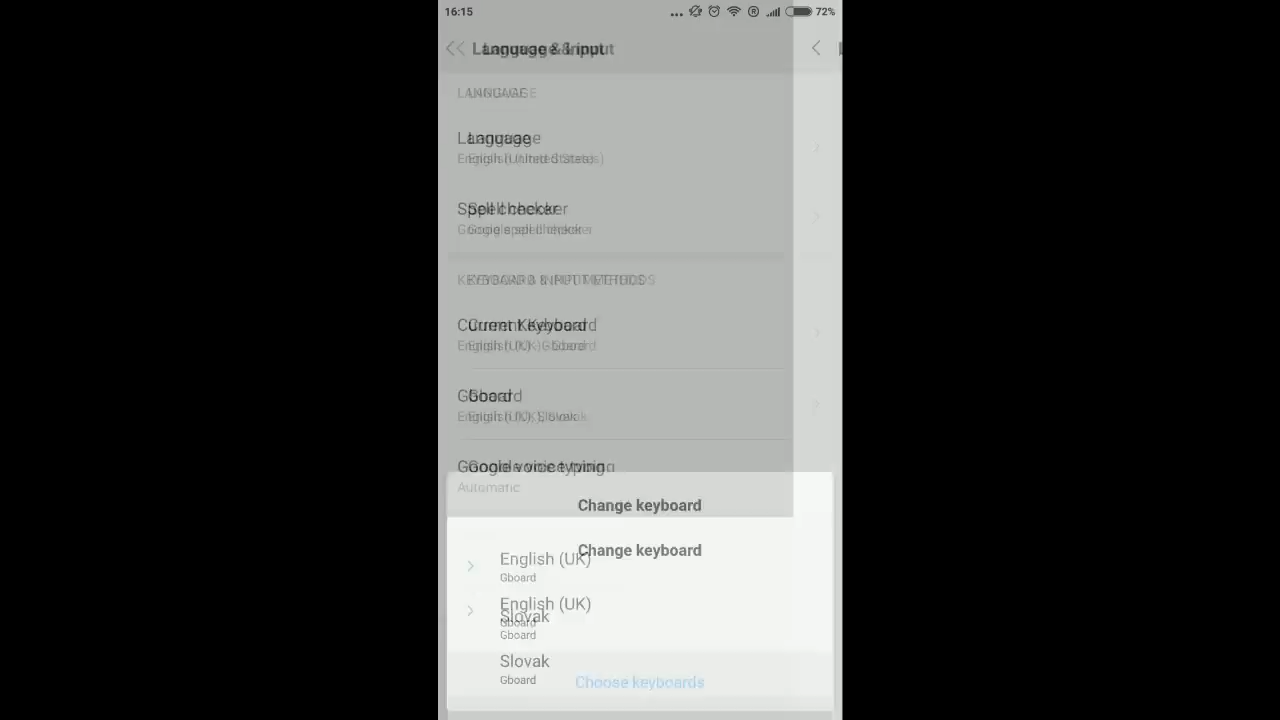 16:15
72%
Language & input
LANGUAGE
Language
English (United States)
Spell checker
Google spell checker
KEYBOARD & INPUT METHODS
Current Keyboard
English (UK) - Gboard
Gboard
English (UK), Slovak
Google voice typing
Automatic
Change keyboard
Change keyboard
English (UK)
Gboard
English (UK)
Slovak
Gboard
Gboard
Slovak
Gboard
Choose keyboards